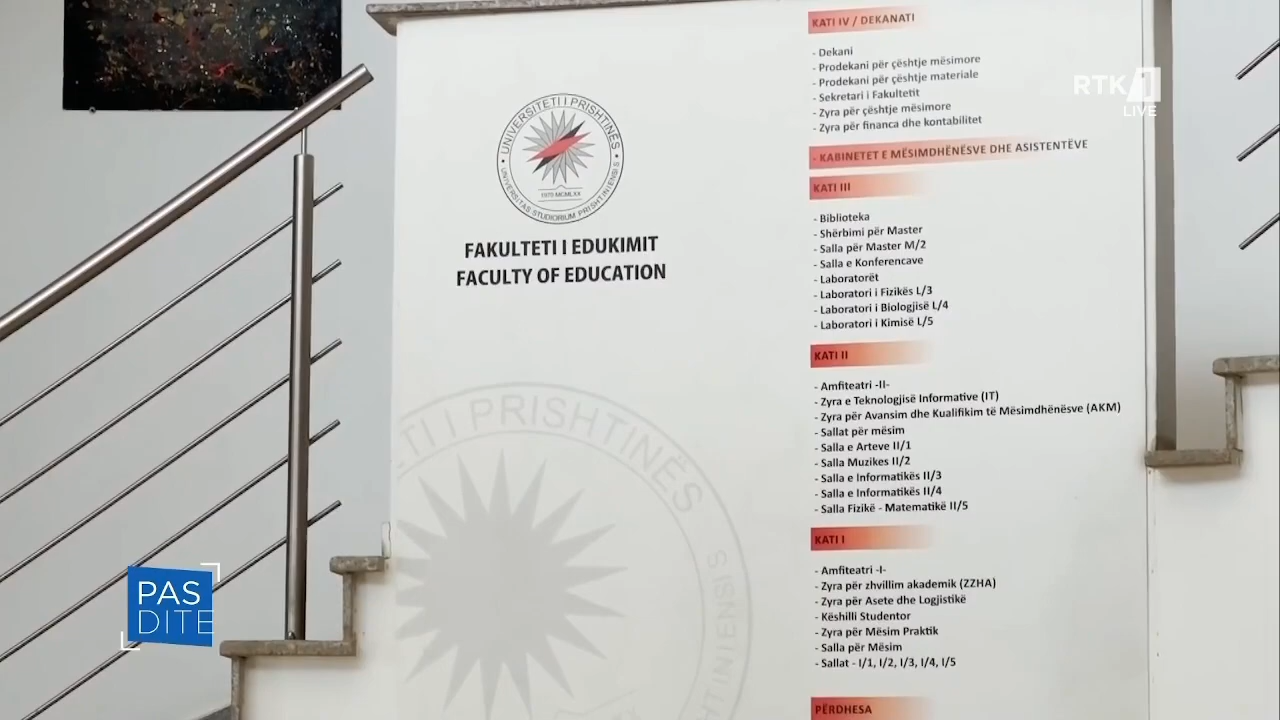 UNIVERSITETI I PRISHTINËS
1970 MCMLXX
UNIVERSITAS STUDIORUM PRISHTINIENSIS
FAKULTETI I EDUKIMIT
FACULTY OF EDUCATION
TI I PRISHTINËS
HTINIENSIS
KATI IV / DEKANATI
- Dekani
- Prodekani për çështje mësimore
- Prodekani për çështje materiale
- Sekretari i Fakultetit
- Zyra për çështje mësimore
- Zyra për financa dhe kontabilitet
- KABINETET E MËSIMDHËNËSVE DHE ASISTENTËVE
KATI III
- Biblioteka
- Shërbimi për Master
- Salla për Master M/2
- Salla e Konferencave
- Laboratorët
- Laboratori i Fizikës L/3
- Laboratori i Biologjisë L/4
- Laboratori i Kimisë L/5
KATI II
- Amfiteatri -II-
- Zyra e Teknologjisë Informative (IT)
- Zyra për Avansim dhe Kualifikim të Mësimdhënësve (AKM)
- Sallat për mësim
- Salla e Arteve II/1
- Salla Muzikes II/2
- Salla e Informatikës II/3
- Salla e Informatikës II/4
- Salla Fizikë - Matematikë II/5
KATI I
- Amfiteatri -I-
- Zyra për zhvillim akademik (ZZHA)
- Zyra për Asete dhe Logjistikë
- Këshilli Studentor
- Zyra për Mësim Praktik
- Salla për Mësim
- Sallat - I/1, I/2, I/3, I/4, I/5
PËRDHESA
RTK 1
LIVE
PAS
DITE